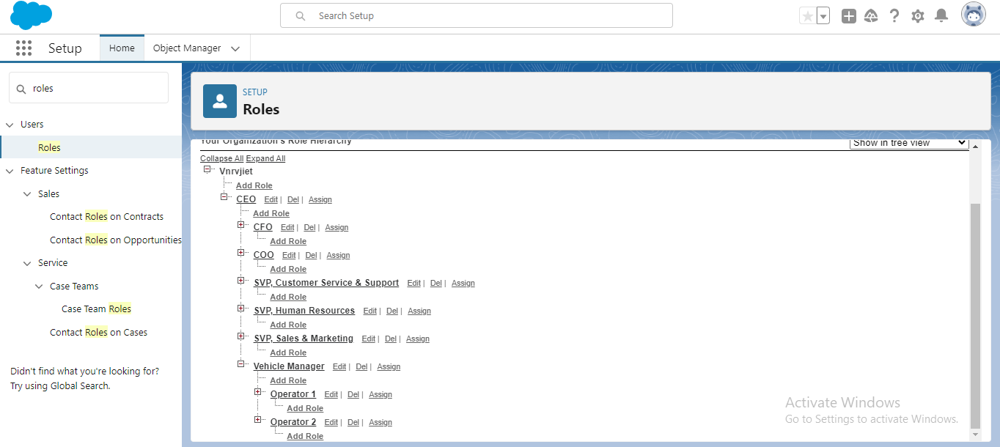 Search Setup
Setup
Home
Object Manager
roles
Users
Roles
Feature Settings
Sales
Contact Roles on Contracts
Contact Roles on Opportunities
Service
Case Teams
Case Team Roles
Contact Roles on Cases
Didn't find what you're looking for?
Try using Global Search.
SETUP
Roles
Your Organization's Role Hierarchy
Show in tree view
Collapse All Expand All
Vnrvjiet
Add Role
CEO Edit | Del | Assign
Add Role
CFO Edit | Del | Assign
Add Role
COO Edit | Del | Assign
Add Role
SVP, Customer Service & Support Edit | Del | Assign
Add Role
SVP, Human Resources Edit | Del | Assign
Add Role
SVP, Sales & Marketing Edit | Del | Assign
Add Role
Vehicle Manager Edit | Del | Assign
Add Role
Operator 1 Edit | Del | Assign
Add Role
Operator 2 Edit | Del | Assign
Add Role
Activate Windows
Go to Settings to activate Windows.